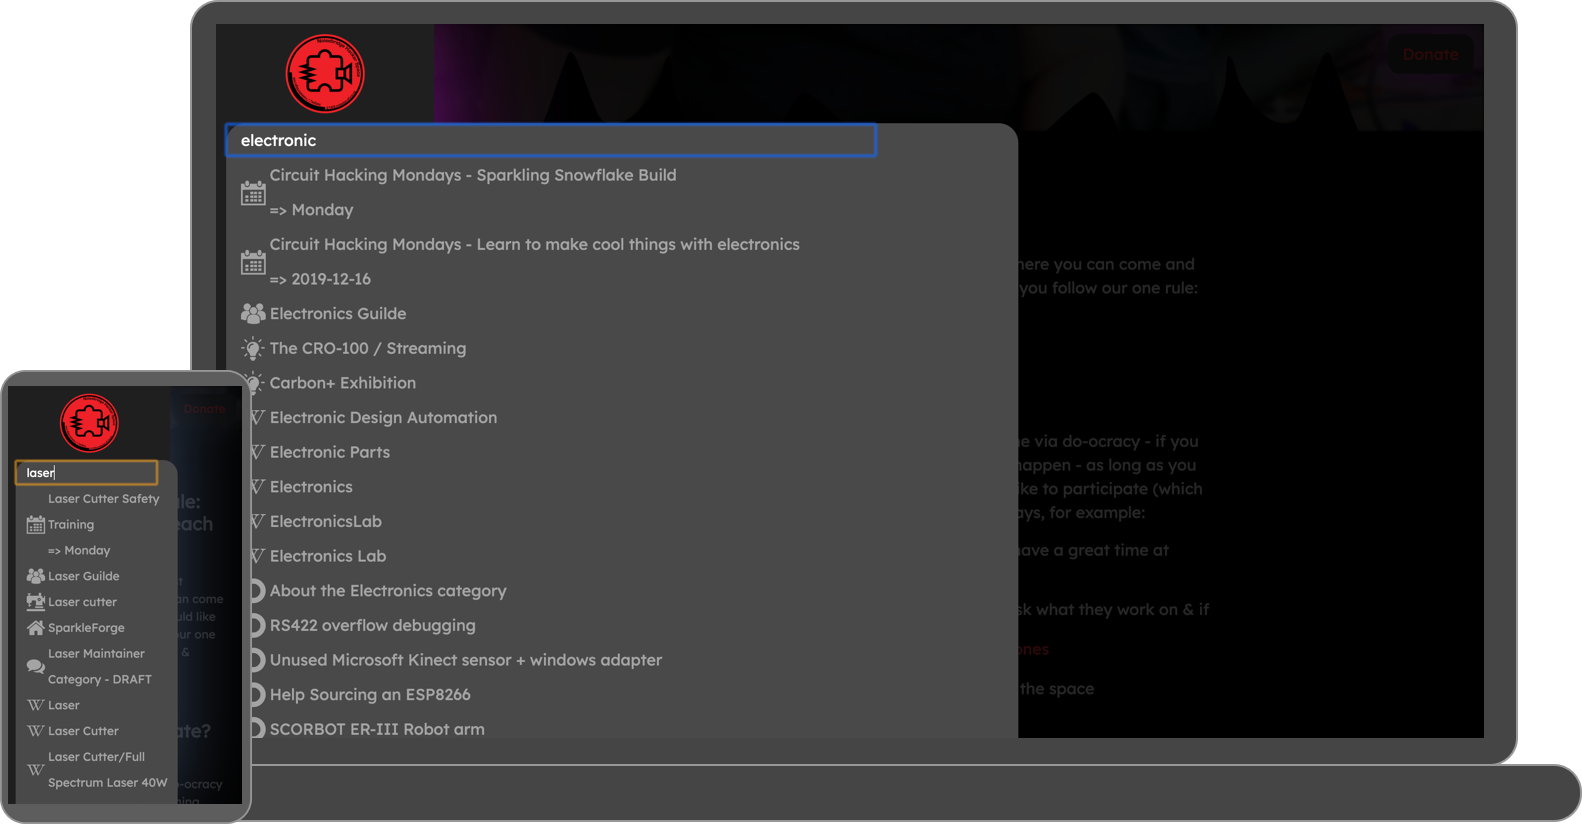 Donate
electronic
Circuit Hacking Mondays - Sparkling Snowflake Build
=> Monday
Circuit Hacking Mondays - Learn to make cool things with electronics
=> 2019-12-16
Electronics Guilde
The CRO-100 / Streaming
Carbon+ Exhibition
Electronic Design Automation
Electronic Parts
Electronics
ElectronicsLab
Electronics Lab
About the Electronics category
RS422 overflow debugging
Unused Microsoft Kinect sensor + windows adapter
Help Sourcing an ESP8266
SCORBOT ER-III Robot arm
here you can come and
you follow our one rule:
e via do-ocracy - if you
happen - as long as you
ike to participate (which
ays, for example:
have a great time at
sk what they work on & if
ones
the space
Donate
laser
Laser Cutter Safety
Training
=> Monday
Laser Guilde
Laser cutter
SparkleForge
Laser Maintainer
Category - DRAFT
Laser
Laser Cutter
Laser Cutter/Full
Spectrum Laser 40W
le:
each
t
an come
uld like
ur one
&
ate?
o-ocracy